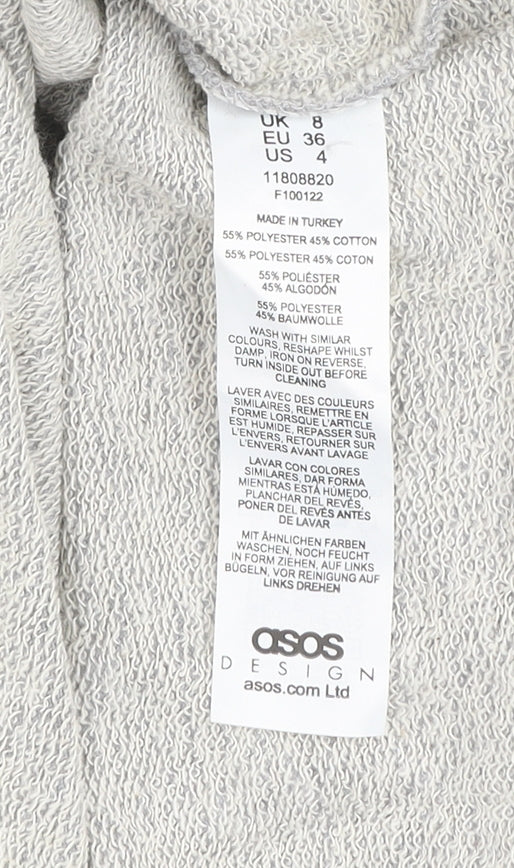 UK 8
EU 36
US 4
11808820
F100122
MADE IN TURKEY
55% POLYESTER 45% COTTON
55% POLYESTER 45% COTON
55% POLIÉSTER
45% ALGODÓN
55% POLYESTER
45% BAUMWOLLE
WASH WITH SIMILAR
COLOURS, RESHAPE WHILST
DAMP, IRON ON REVERSE,
TURN INSIDE OUT BEFORE
CLEANING
LAVER AVEC DES COULEURS
SIMILAIRES, REMETTRE EN
FORME LORSQUE L'ARTICLE
EST HUMIDE, REPASSER SUR
L'ENVERS, RETOURNER SUR
L'ENVERS AVANT LAVAGE
LAVAR CON COLORES
SIMILARES, DAR FORMA
MIENTRAS ESTÁ HÚMEDO,
PLANCHAR DEL REVÉS,
PONER DEL REVÉS ANTES
DE LAVAR
MIT ÄHNLICHEN FARBEN
WASCHEN, NOCH FEUCHT
IN FORM ZIEHEN, AUF LINKS
BÜGELN, VOR REINIGUNG AUF
LINKS DREHEN
asos
DESIGN
asos.com Ltd